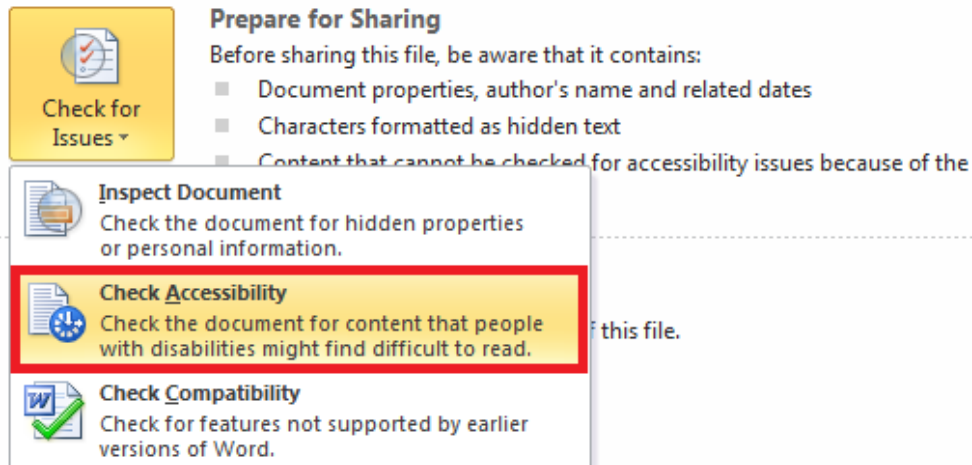 Prepare for Sharing
Before sharing this file, be aware that it contains:
Document properties, author's name and related dates
Characters formatted as hidden text
Content that cannot be checked for accessibility issues because of the
Check for
Issues
Inspect Document
Check the document for hidden properties
or personal information.
Check Accessibility
Check the document for content that people
with disabilities might find difficult to read.
this file.
Check Compatibility
Check for features not supported by earlier
versions of Word.